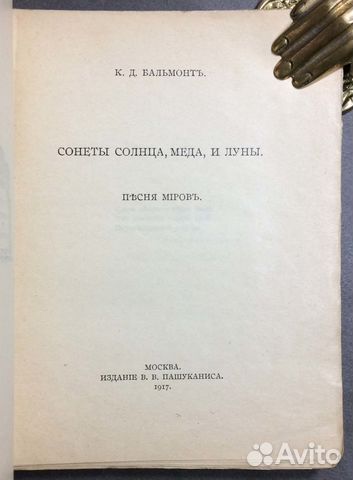 К. Д. БАЛЬМОНТЪ.
СОНЕТЫ СОЛНЦА, МЕДА, И ЛУНЫ.
ПѢСНЯ МІРОВЪ.
МОСКВА.
ИЗДАНІЕ В. В. ПАШУКАНИСА.
1917.
Avito